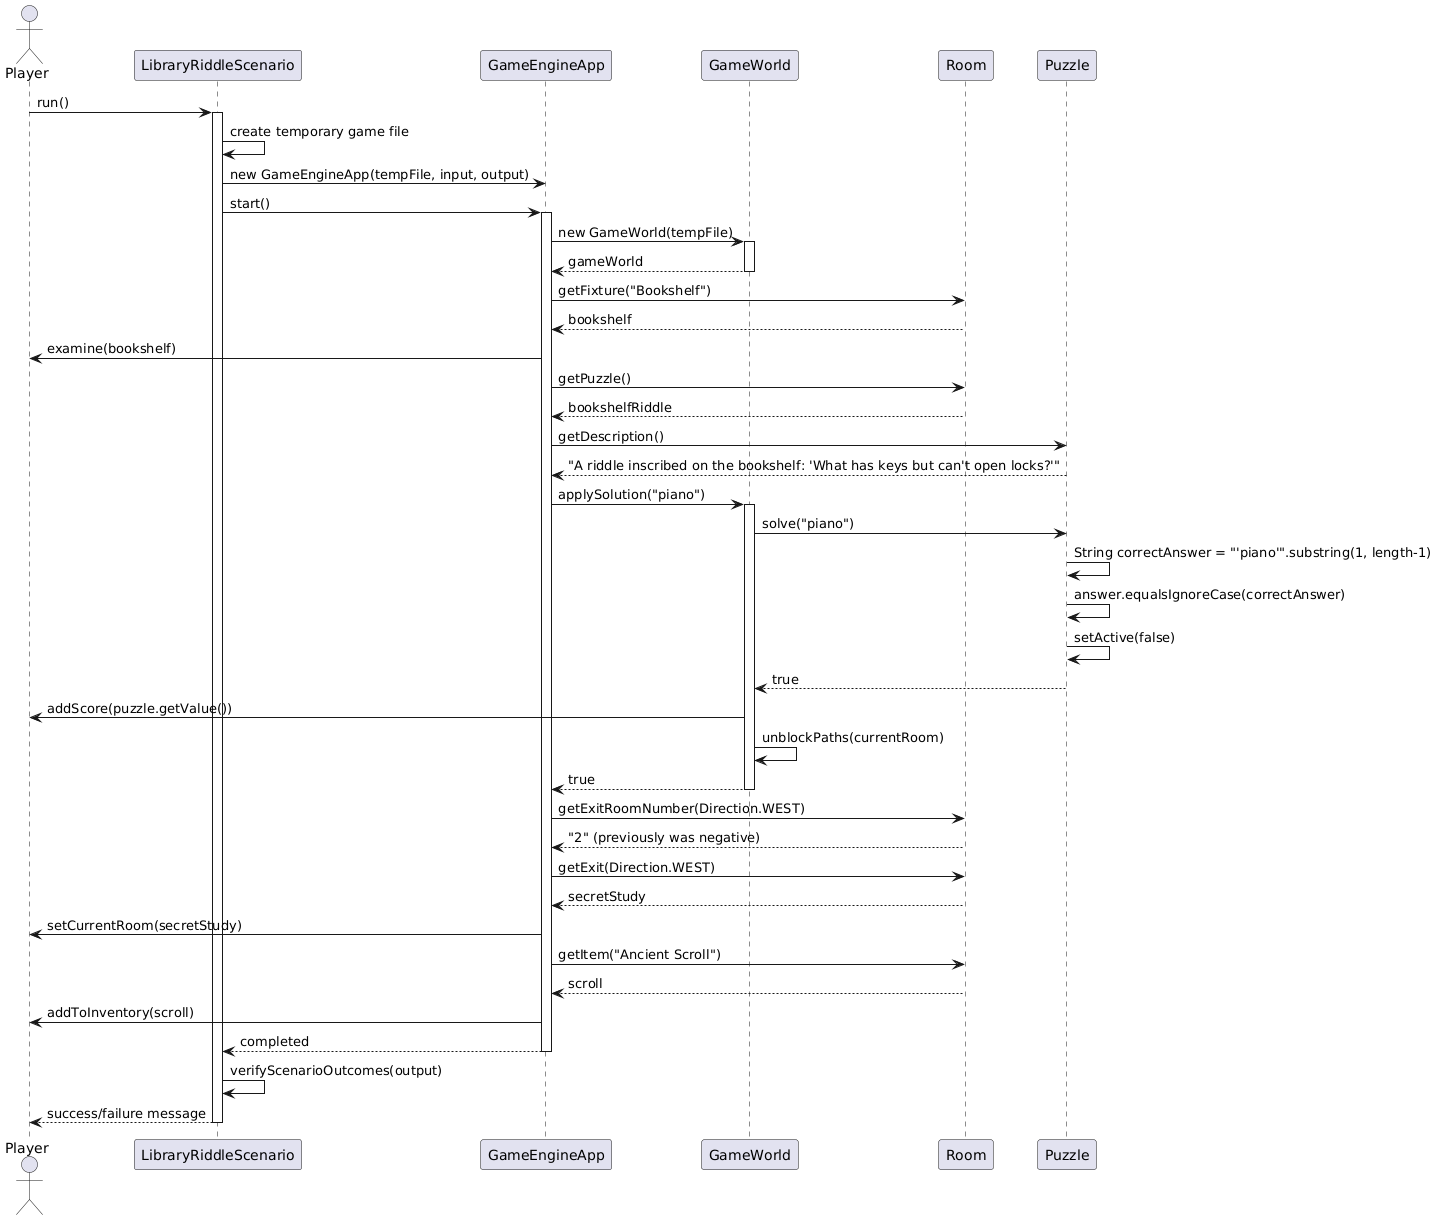 Player
LibraryRiddleScenario
GameEngineApp
GameWorld
Room
Puzzle
run()
create temporary game file
new GameEngineApp(tempFile, input, output)
start()
new GameWorld(tempFile)
gameWorld
getFixture("Bookshelf")
bookshelf
examine(bookshelf)
getPuzzle()
bookshelfRiddle
getDescription()
"A riddle inscribed on the bookshelf: 'What has keys but can't open locks?'"
applySolution("piano")
solve("piano")
String correctAnswer = "'piano'".substring(1, length-1)
answer.equalsIgnoreCase(correctAnswer)
setActive(false)
true
addScore(puzzle.getValue())
unblockPaths(currentRoom)
true
getExitRoomNumber(Direction.WEST)
"2" (previously was negative)
getExit(Direction.WEST)
secretStudy
setCurrentRoom(secretStudy)
getItem("Ancient Scroll")
scroll
addToInventory(scroll)
completed
verifyScenarioOutcomes(output)
success/failure message
Player
LibraryRiddleScenario
GameEngineApp
GameWorld
Room
Puzzle